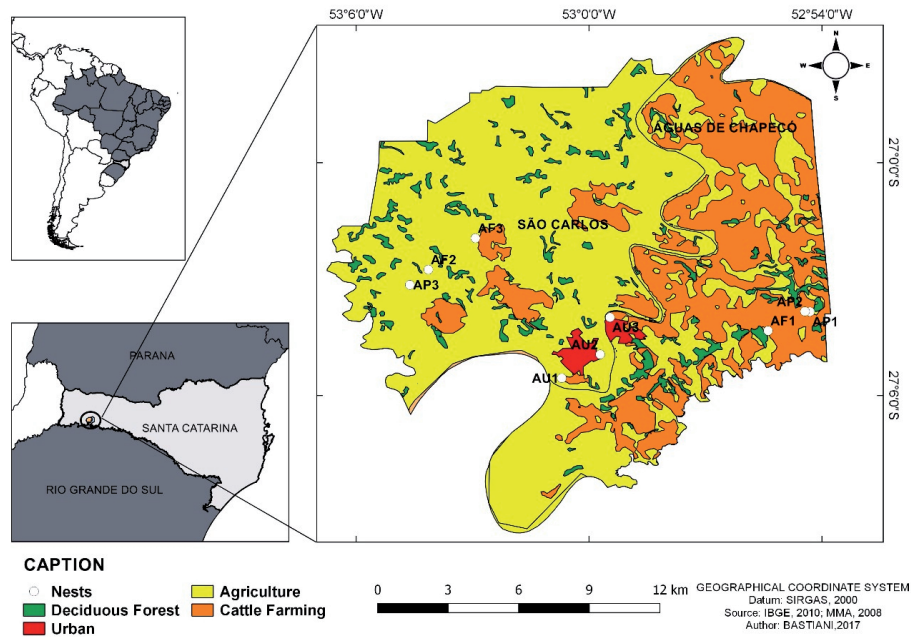 53°6'0"W
53°0'0"W
52°54'0"W
N
W
E
S
ÁGUAS DE CHAPECÓ
27°0'0"S
SÃO CARLOS
AF3
AF2
AP3
AP2
AF1
AP1
AU3
AU2
AU1
27°6'0"S
PARANA
SANTA CATARINA
RIO GRANDE DO SUL
CAPTION
Nests
Deciduous Forest
Urban
Agriculture
Cattle Farming
0 3 6 9 12 km
GEOGRAPHICAL COORDINATE SYSTEM
Datum: SIRGAS, 2000
Source: IBGE, 2010; MMA, 2008
Author: BASTIANI,2017